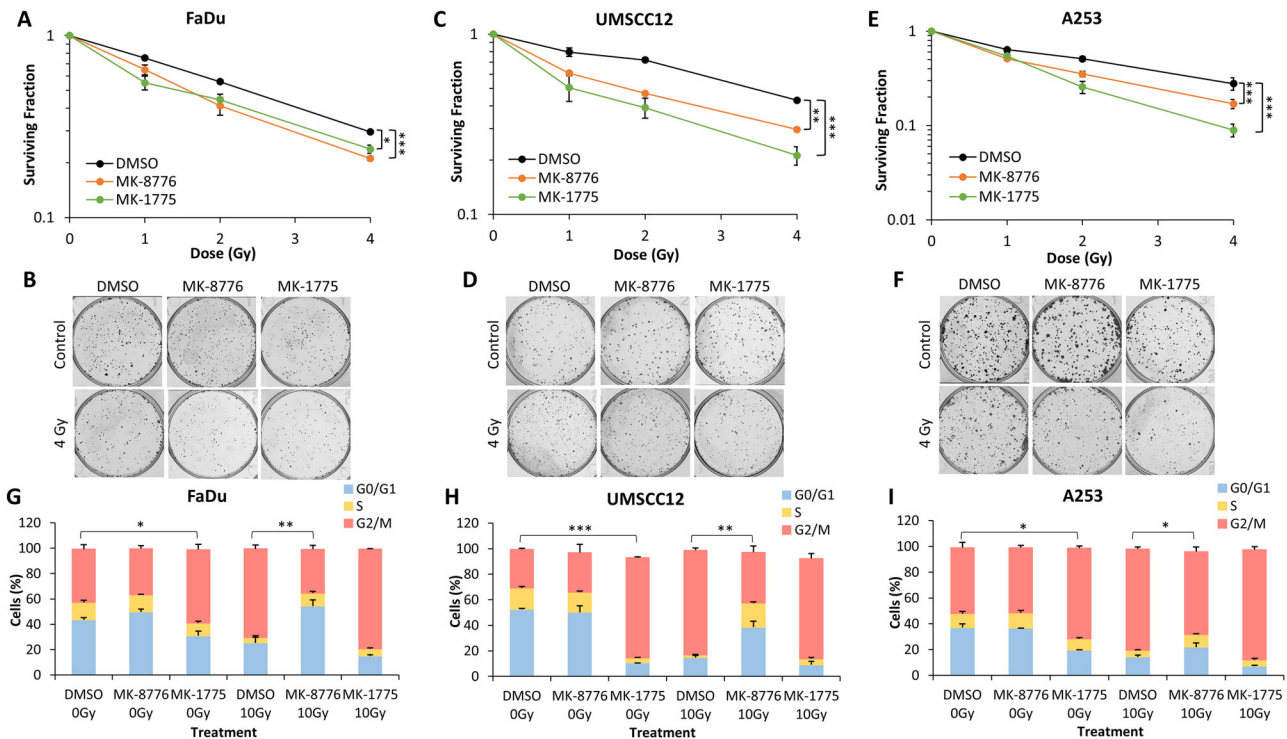 A
FaDu
Surviving Fraction
1
0.1
DMSO
MK-8776
MK-1775
*
***
0 1 2 3 4
Dose (Gy)
C
UMSCC12
Surviving Fraction
1
0.1
DMSO
MK-8776
MK-1775
**
***
0 1 2 3 4
Dose (Gy)
E
A253
Surviving Fraction
1
0.1
0.01
DMSO
MK-8776
MK-1775
***
***
0 1 2 3 4
Dose (Gy)
B
DMSO MK-8776 MK-1775
Control
4 Gy
D
DMSO MK-8776 MK-1775
Control
4 Gy
F
DMSO MK-8776 MK-1775
Control
4 Gy
G
FaDu
G0/G1
S
G2/M
Cells (%)
120
100
80
60
40
20
0
* **
DMSO MK-8776 MK-1775 DMSO MK-8776 MK-1775
0Gy 0Gy 0Gy 10Gy 10Gy 10Gy
Treatment
H
UMSCC12
G0/G1
S
G2/M
Cells (%)
120
100
80
60
40
20
0
*** **
DMSO MK-8776 MK-1775 DMSO MK-8776 MK-1775
0Gy 0Gy 0Gy 10Gy 10Gy 10Gy
Treatment
I
A253
G0/G1
S
G2/M
Cells (%)
120
100
80
60
40
20
0
* *
DMSO MK-8776 MK-1775 DMSO MK-8776 MK-1775
0Gy 0Gy 0Gy 10Gy 10Gy 10Gy
Treatment